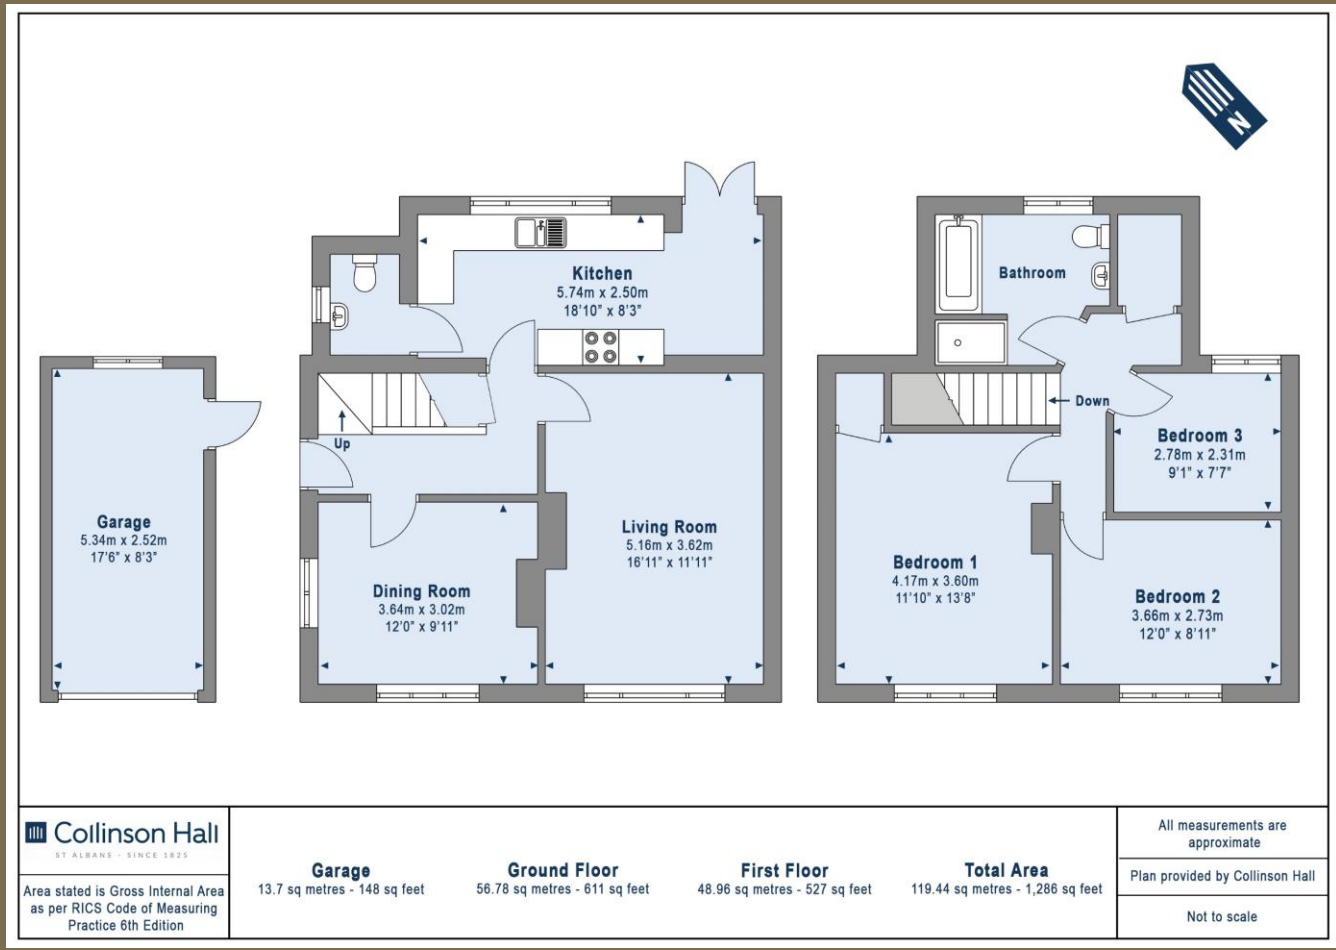 N
Kitchen
5.74m x 2.50m
18'10" x 8'3"
Up
Garage
5.34m x 2.52m
17'6" x 8'3"
Living Room
5.16m x 3.62m
16'11" x 11'11"
Dining Room
3.64m x 3.02m
12'0" x 9'11"
Bathroom
Down
Bedroom 3
2.78m x 2.31m
9'1" x 7'7"
Bedroom 1
4.17m x 3.60m
11'10" x 13'8"
Bedroom 2
3.66m x 2.73m
12'0" x 8'11"
Collinson Hall
ST ALBANS - SINCE 1825
Area stated is Gross Internal Area
as per RICS Code of Measuring
Practice 6th Edition
Garage
13.7 sq metres - 148 sq feet
Ground Floor
56.78 sq metres - 611 sq feet
First Floor
48.96 sq metres - 527 sq feet
Total Area
119.44 sq metres - 1,286 sq feet
All measurements are
approximate
Plan provided by Collinson Hall
Not to scale